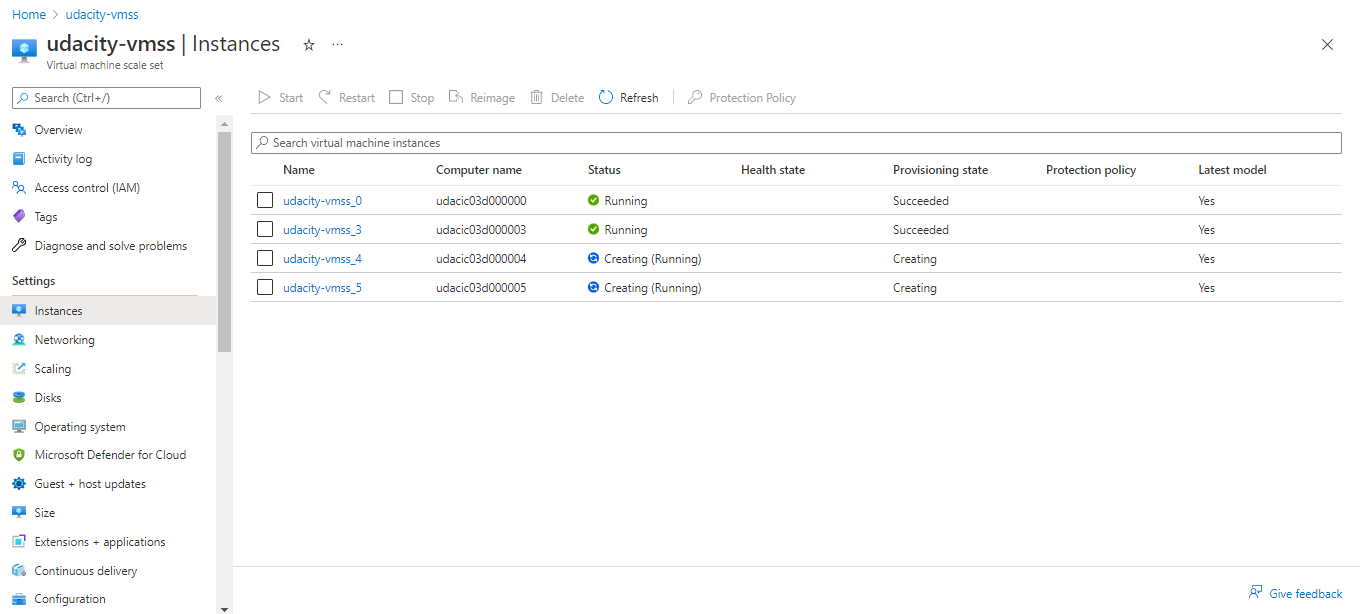 Home > udacity-vmss
udacity-vmss | Instances ☆ ...
Virtual machine scale set
Search (Ctrl+/) «
Start Restart Stop Reimage Delete Refresh Protection Policy
Overview
Activity log
Access control (IAM)
Tags
Diagnose and solve problems
Settings
Instances
Networking
Scaling
Disks
Operating system
Microsoft Defender for Cloud
Guest + host updates
Size
Extensions + applications
Continuous delivery
Configuration
Search virtual machine instances
Name Computer name Status Health state Provisioning state Protection policy Latest model
udacity-vmss_0 udacic03d000000 Running Succeeded Yes
udacity-vmss_3 udacic03d000003 Running Succeeded Yes
udacity-vmss_4 udacic03d000004 Creating (Running) Creating Yes
udacity-vmss_5 udacic03d000005 Creating (Running) Creating Yes
Give feedback